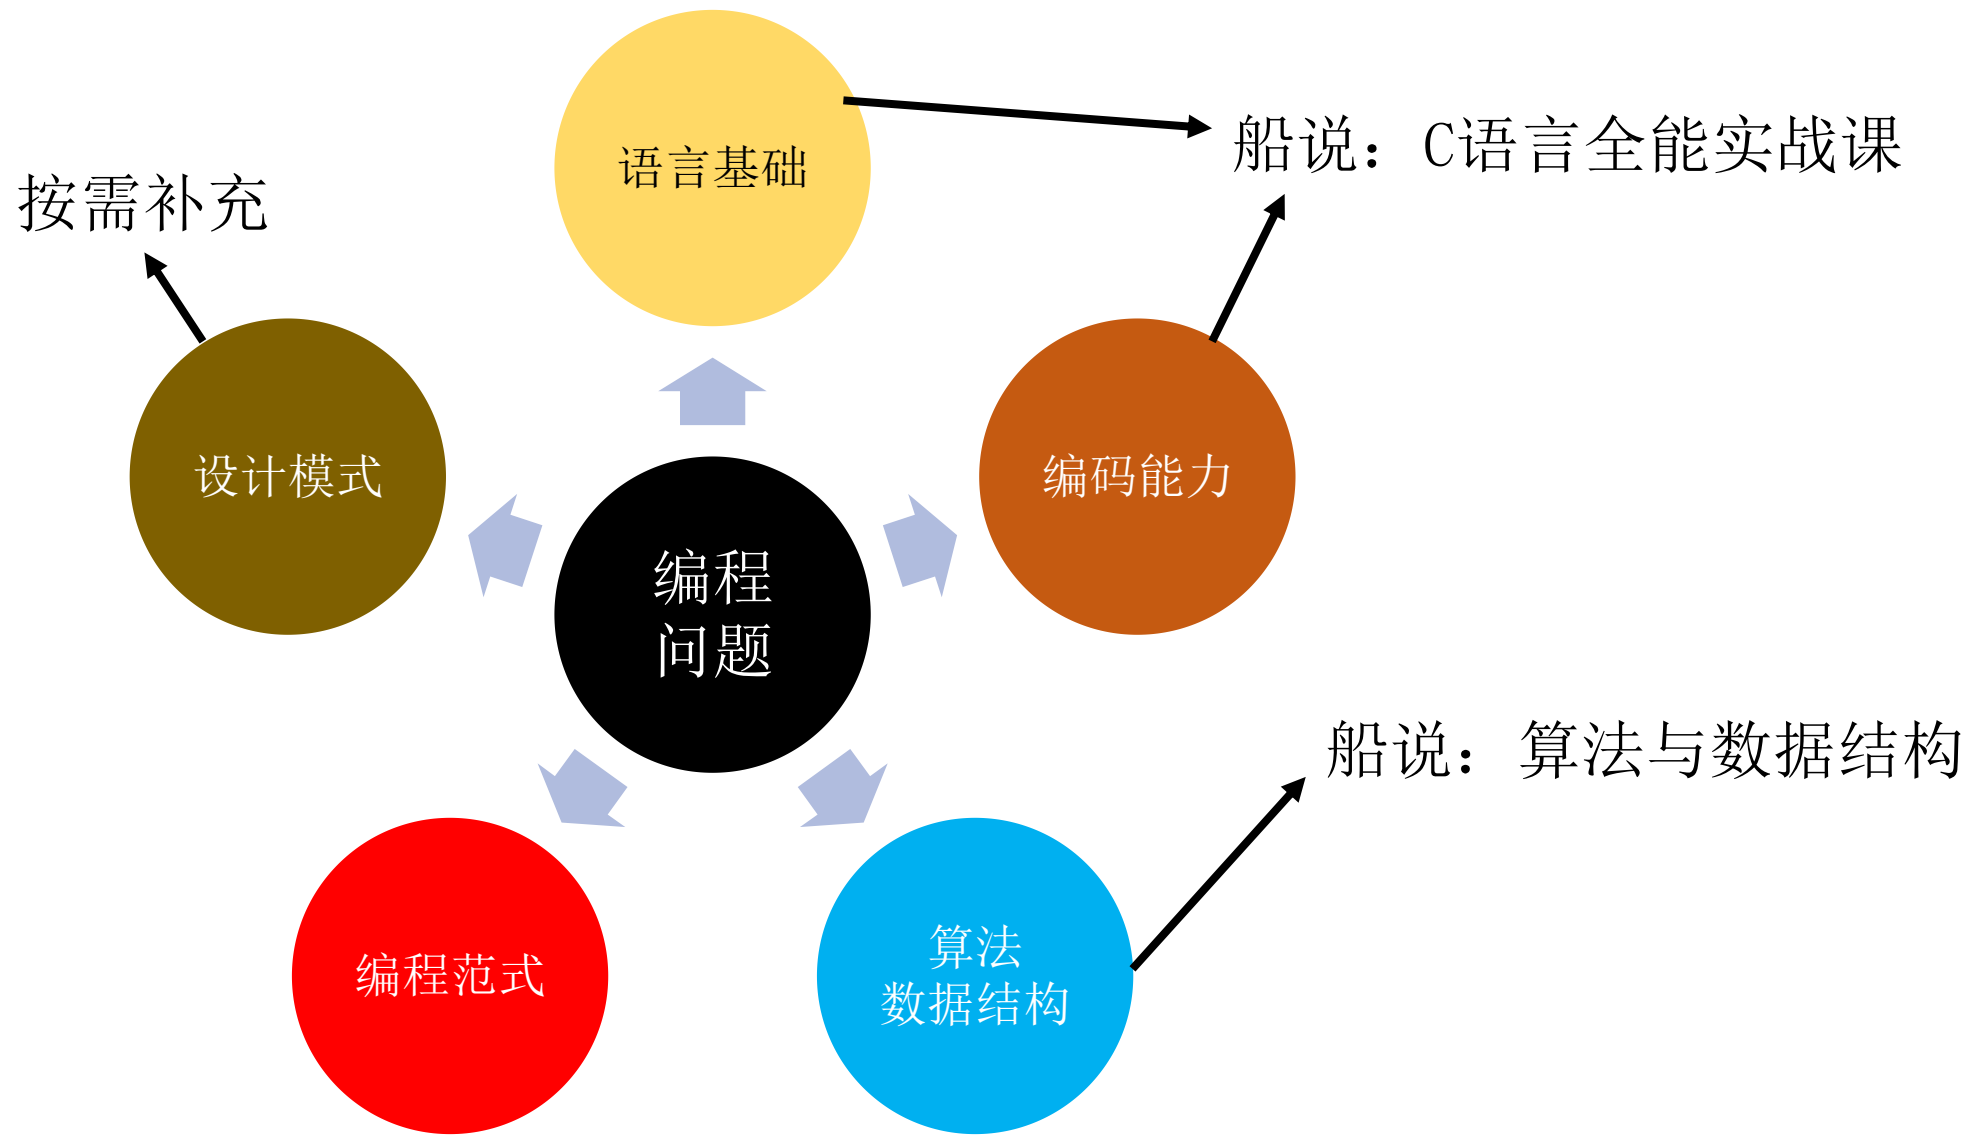 语言基础
船说：C语言全能实战课
按需补充
设计模式
编码能力
编程
问题
船说：算法与数据结构
编程范式
算法
数据结构